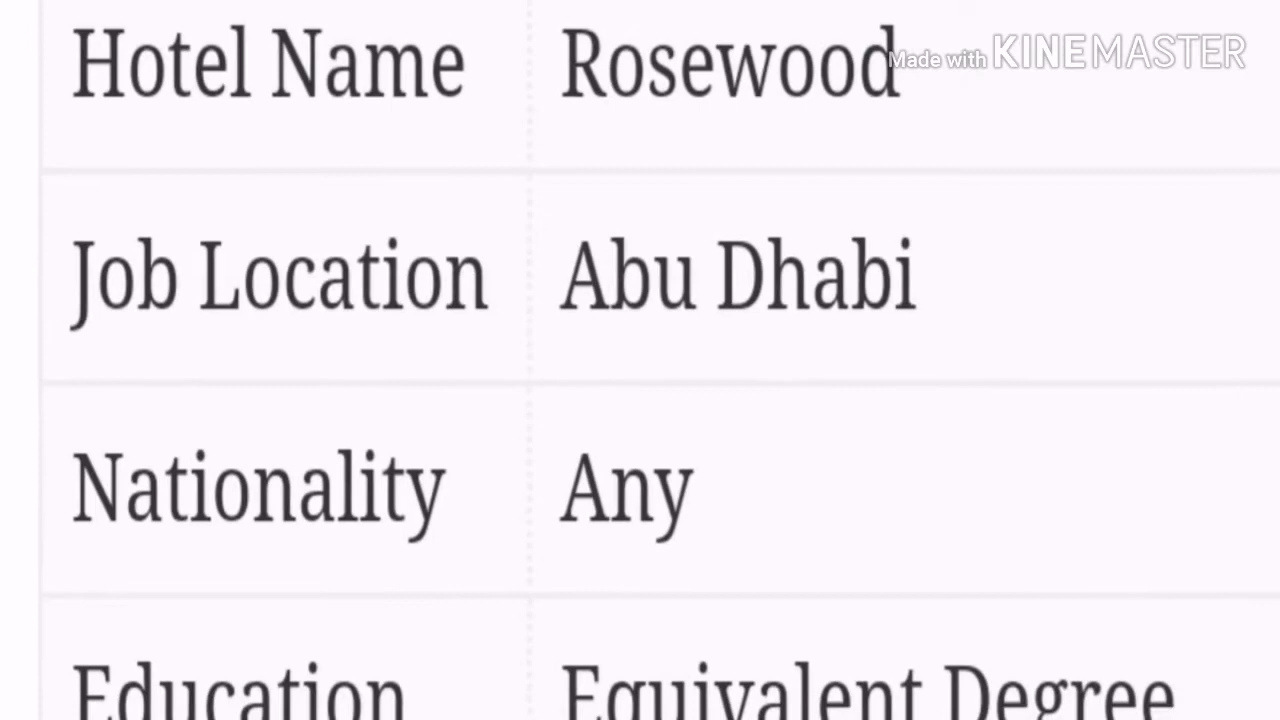 Hotel Name Rosewood
Made with KINEMASTER
Job Location Abu Dhabi
Nationality Any
Education Equivalent Degree